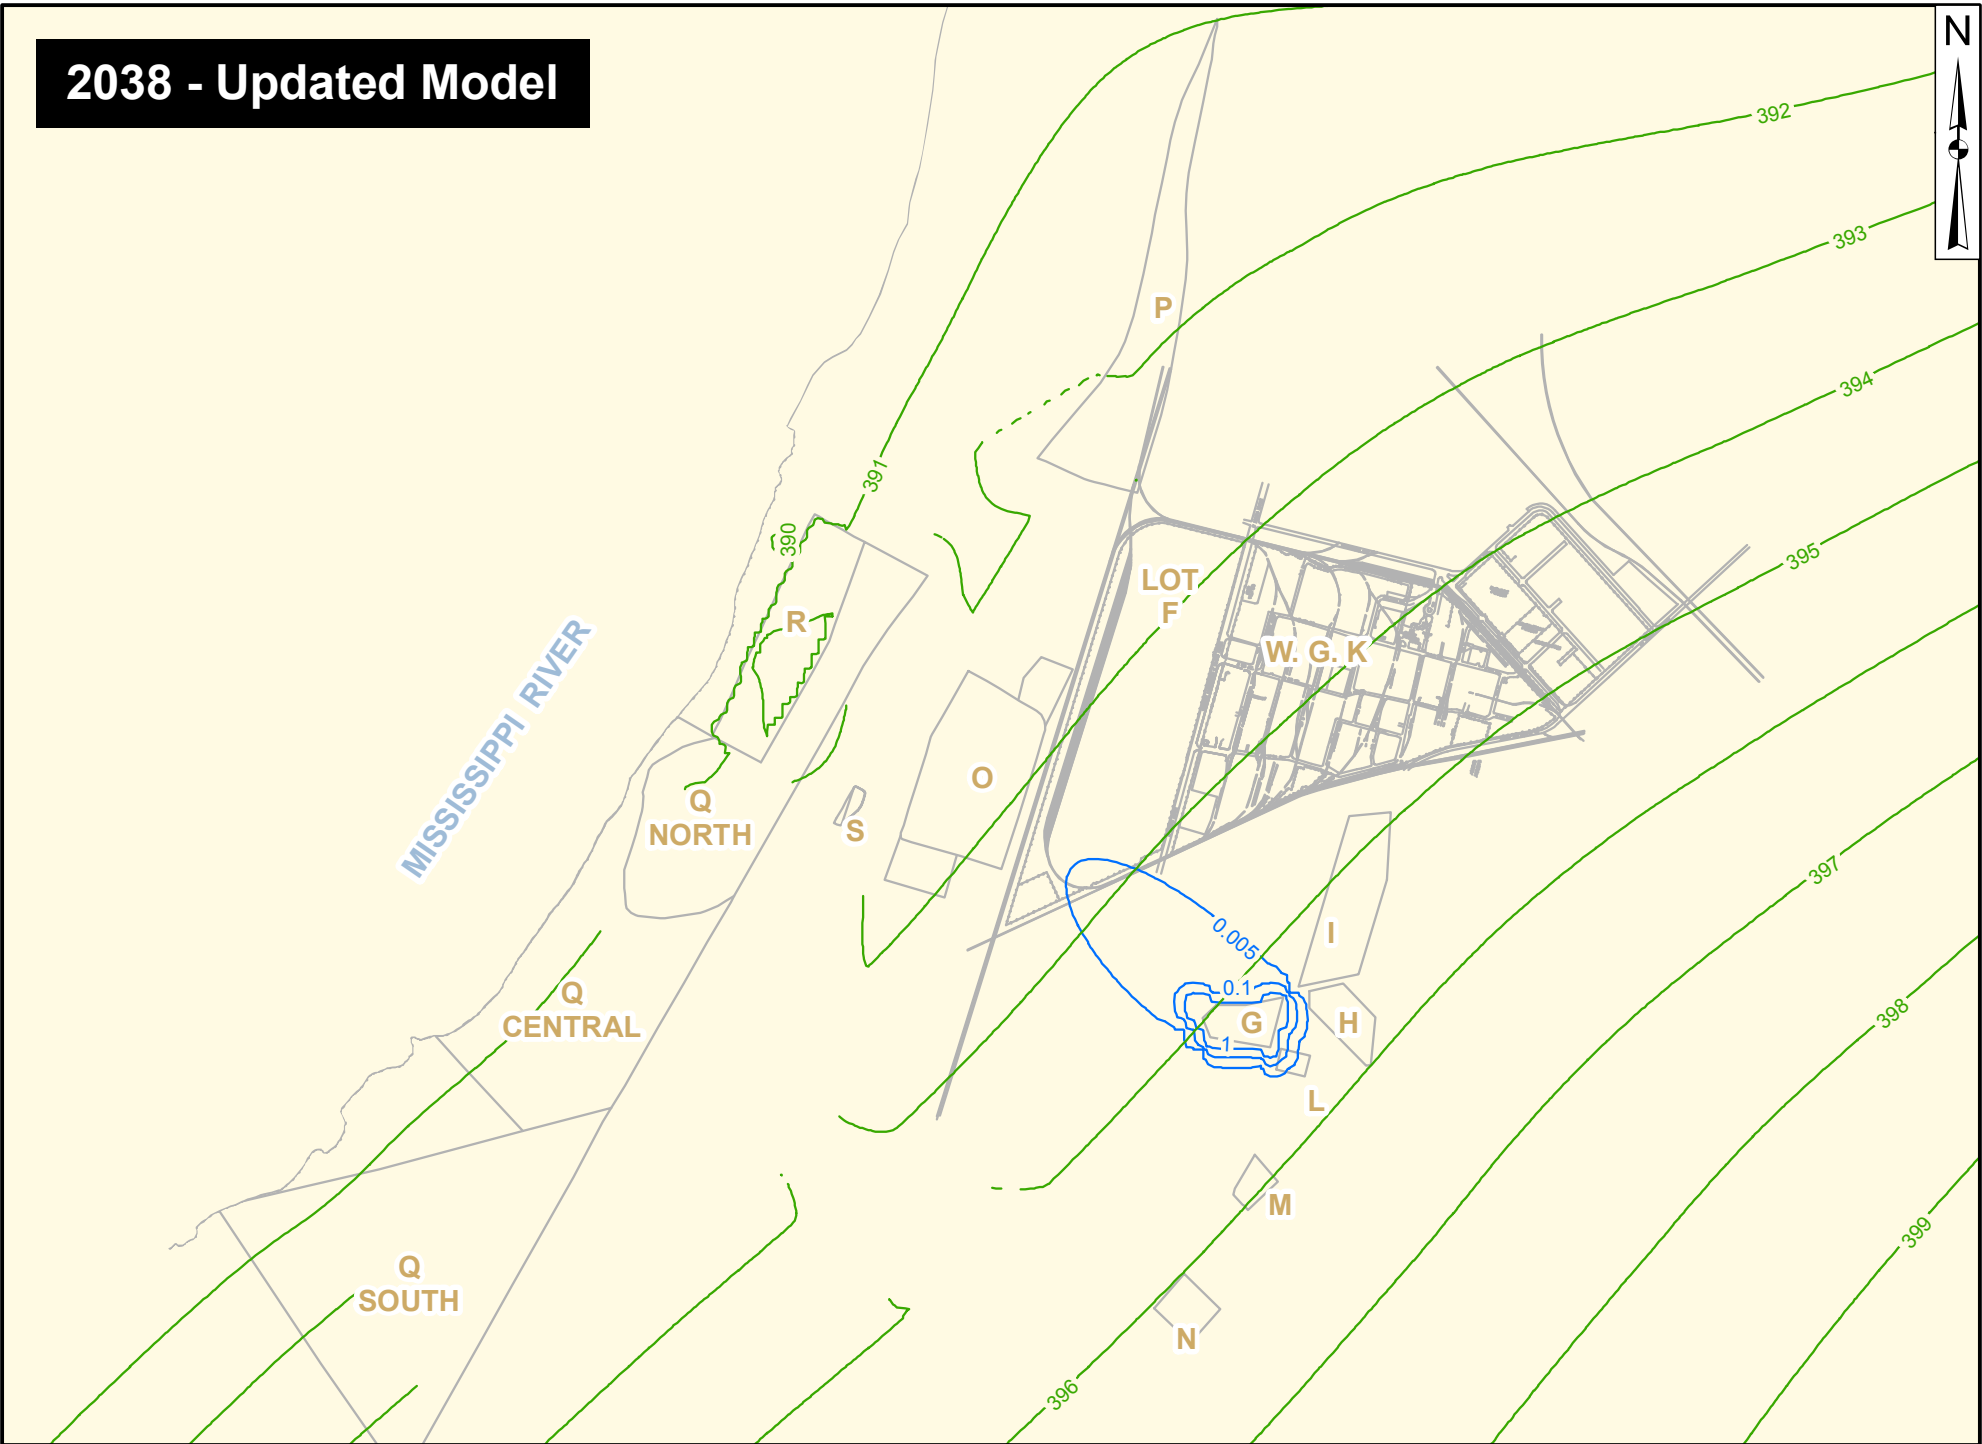 2038 - Updated Model
N
392
393
P
394
391
390
395
LOT
F
R
W. G. K
MISSISSIPPI RIVER
O
Q
NORTH
S
397
0.005
I
Q
CENTRAL
0.1
G
H
1
398
L
M
399
Q
SOUTH
N
396